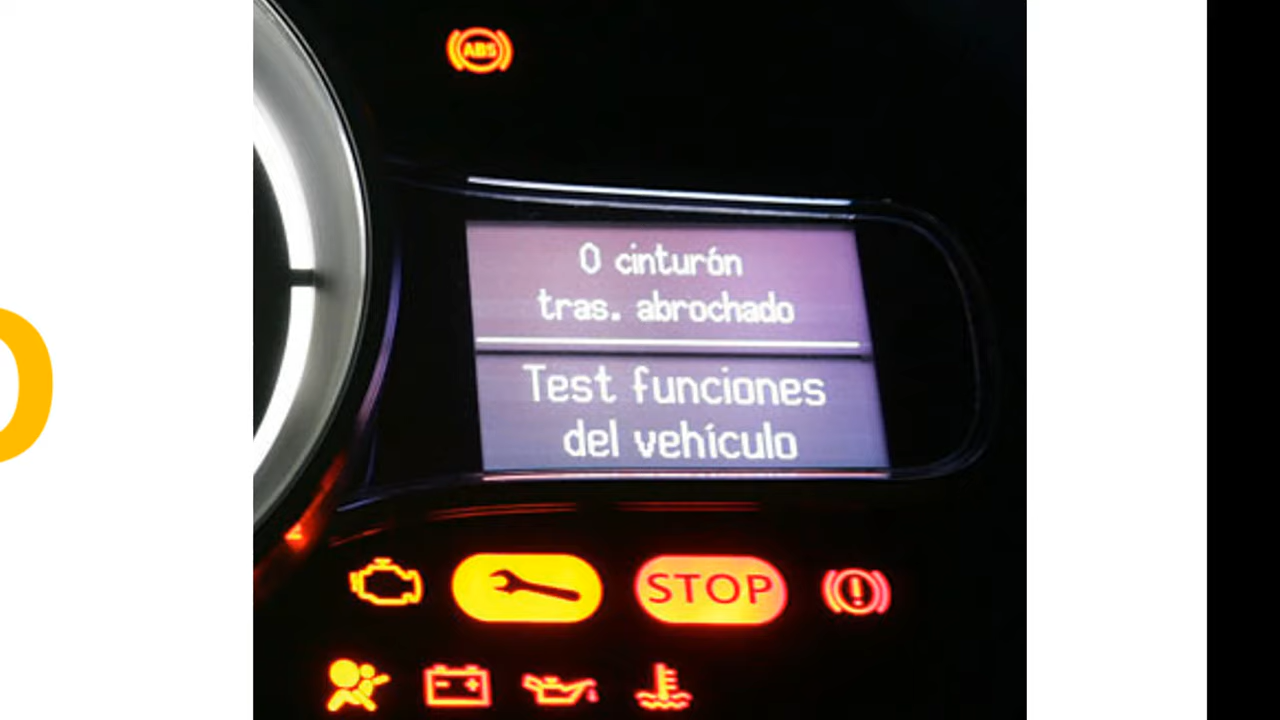 ABS
0 cinturón
tras. abrochado
Test funciones
del vehículo
STOP